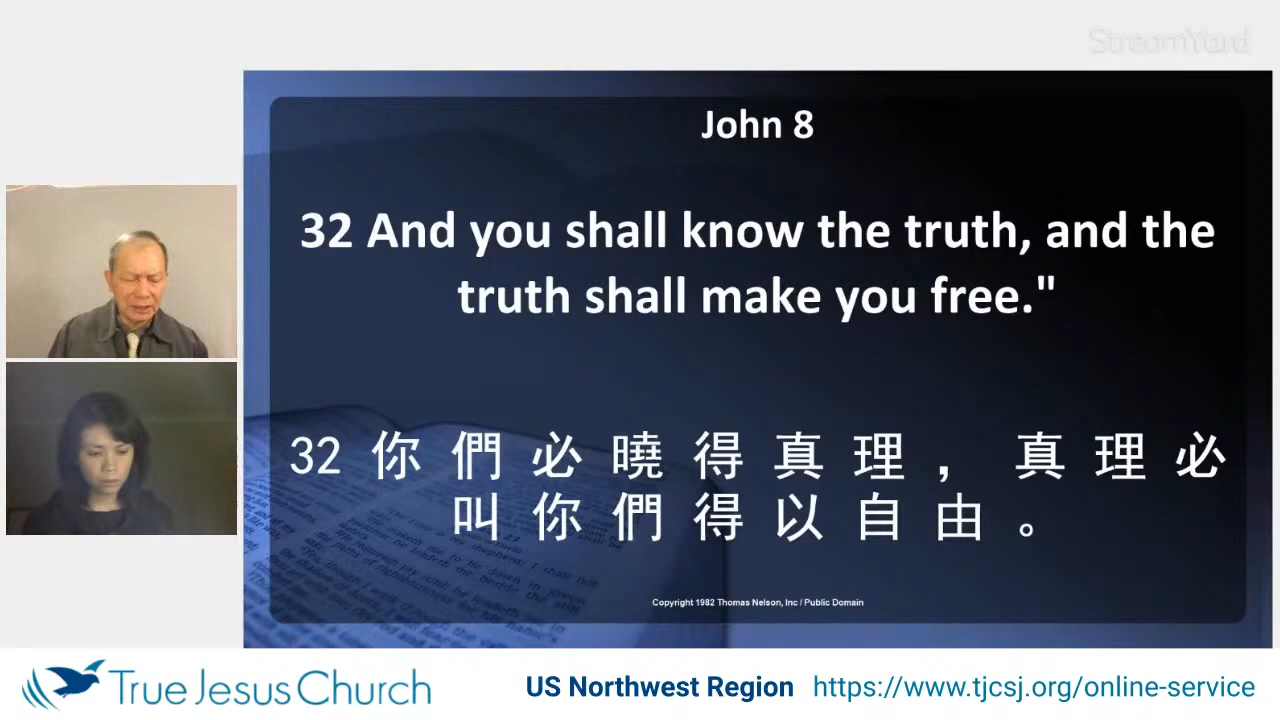 StreamYard
John 8
32 And you shall know the truth, and the
truth shall make you free."
32 你們必曉得真理，真理必
叫你們得以自由。
Copyright 1982 Thomas Nelson, Inc / Public Domain
True Jesus Church
US Northwest Region https://www.tjcsj.org/online-service